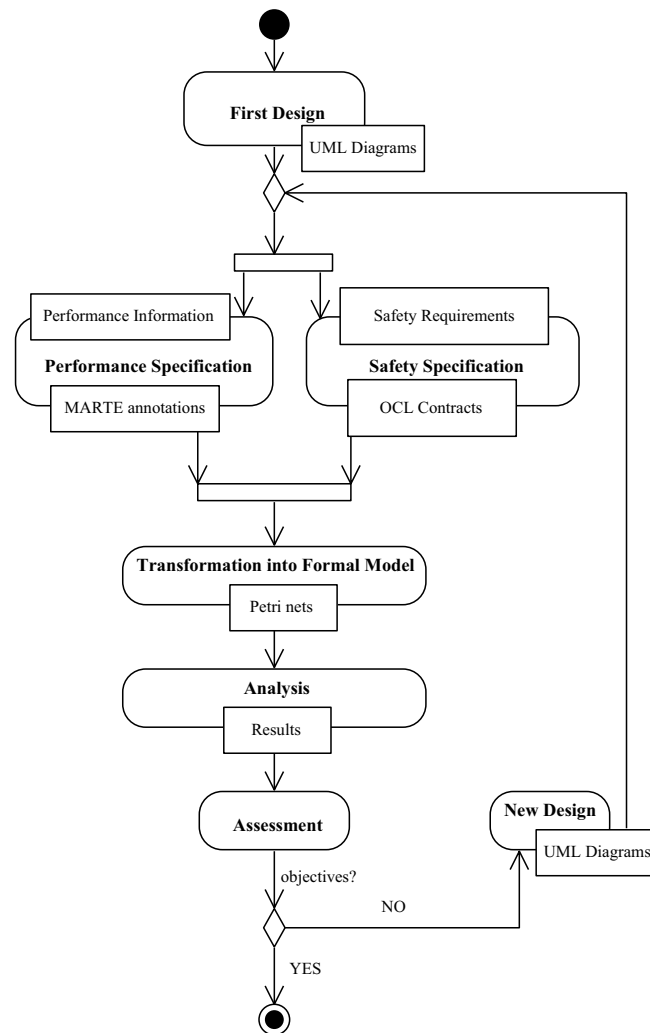 First Design
UML Diagrams
Performance Information
Safety Requirements
Performance Specification
Safety Specification
MARTE annotations
OCL Contracts
Transformation into Formal Model
Petri nets
Analysis
Results
Assessment
New Design
UML Diagrams
objectives?
NO
YES